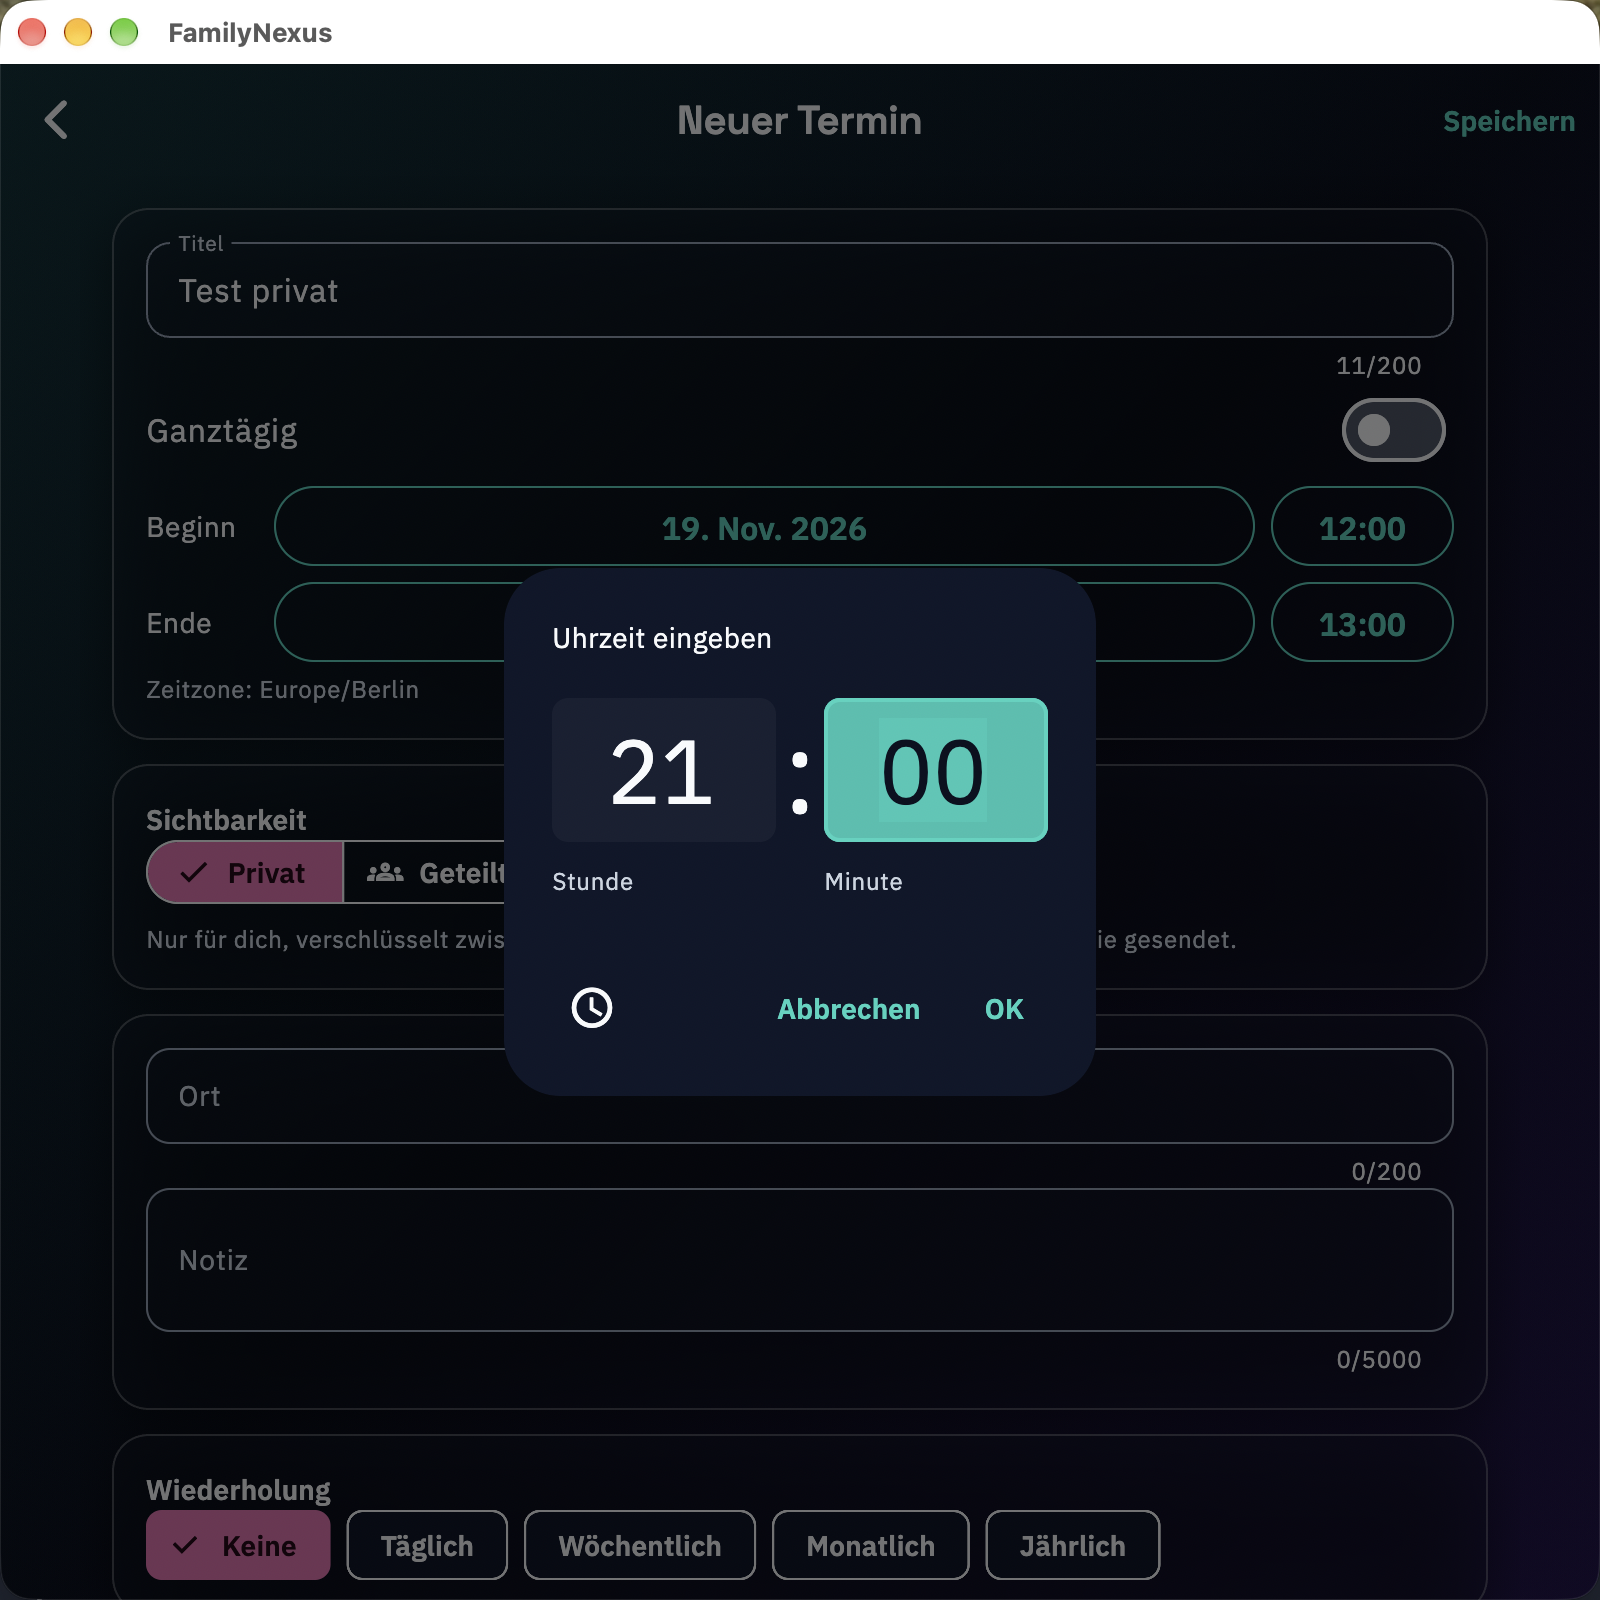 FamilyNexus
Neuer Termin
Speichern
Titel
Test privat
11/200
Ganztägig
Beginn
19. Nov. 2026
12:00
Ende
13:00
Zeitzone: Europe/Berlin
Uhrzeit eingeben
21 : 00
Stunde
Minute
Abbrechen
OK
Sichtbarkeit
Privat
Geteilt
Nur für dich, verschlüsselt
gesendet.
Ort
0/200
Notiz
0/5000
Wiederholung
Keine
Täglich
Wöchentlich
Monatlich
Jährlich